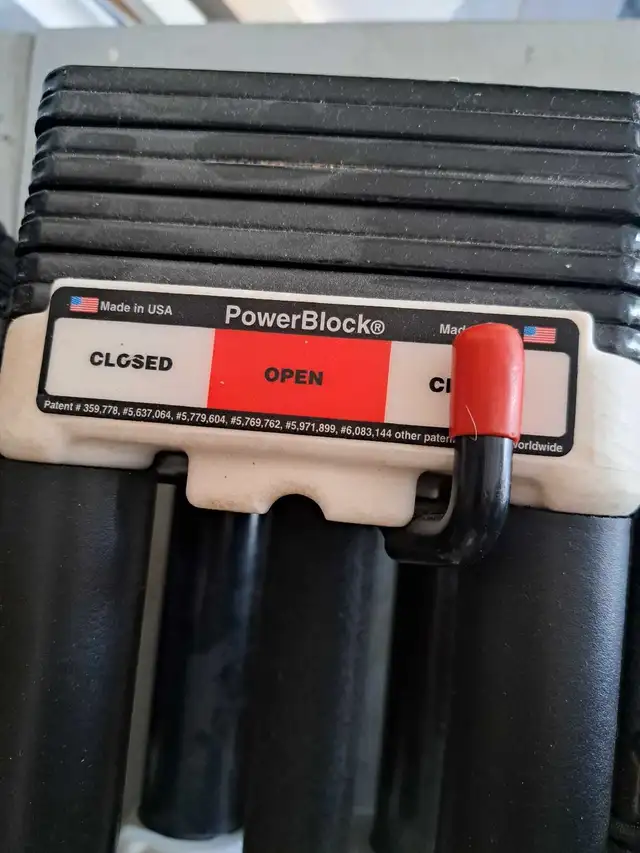 Made in USA PowerBlock® Made
CLOSED OPEN
Patent # 359,778, #5,637,064, #5,779,604, #5,769,762, #5,971,899, #6,083,144 other